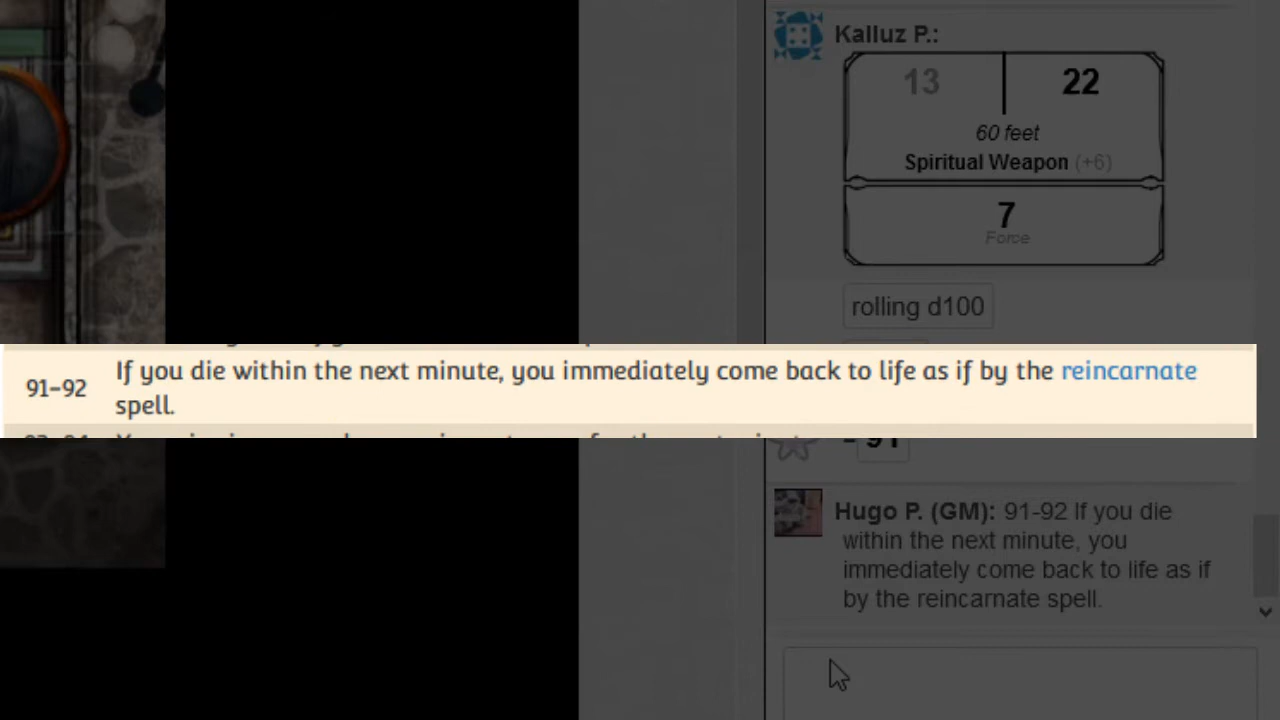 Kalluz P.:
13
22
60 feet
Spiritual Weapon (+6)
7
Force
rolling d100
91-92
If you die within the next minute, you immediately come back to life as if by the reincarnate
spell.
= 91
Hugo P. (GM): 91-92 If you die
within the next minute, you
immediately come back to life as if
by the reincarnate spell.